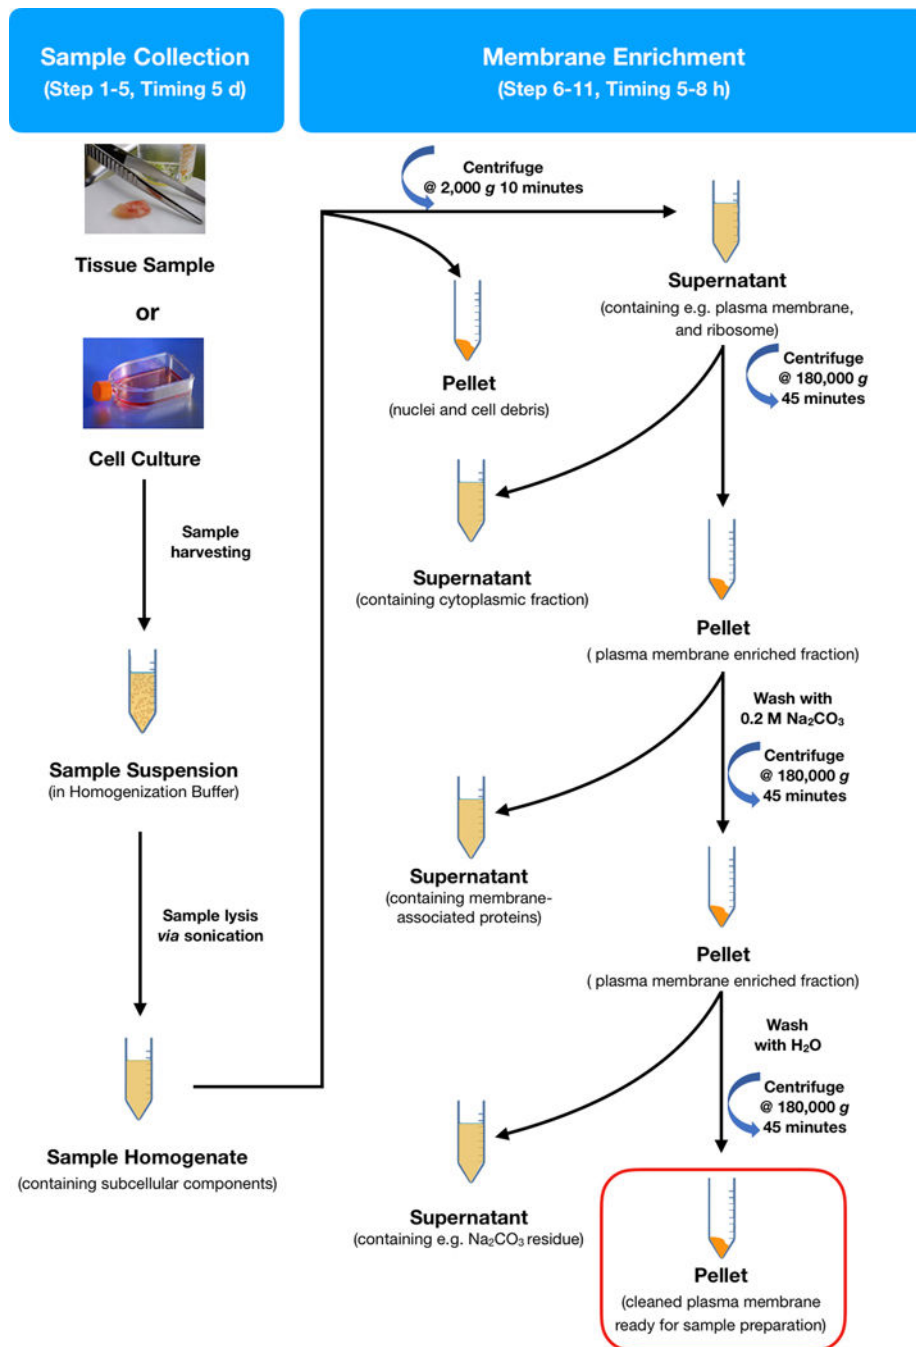 Sample Collection
(Step 1-5, Timing 5 d)
Membrane Enrichment
(Step 6-11, Timing 5-8 h)
Tissue Sample
or
Cell Culture
Sample
harvesting
Sample Suspension
(in Homogenization Buffer)
Sample lysis
via sonication
Sample Homogenate
(containing subcellular components)
Centrifuge
@ 2,000 g 10 minutes
Supernatant
(containing e.g. plasma membrane,
and ribosome)
Pellet
(nuclei and cell debris)
Centrifuge
@ 180,000 g
45 minutes
Supernatant
(containing cytoplasmic fraction)
Pellet
( plasma membrane enriched fraction)
Wash with
0.2 M Na₂CO₃
Centrifuge
@ 180,000 g
45 minutes
Supernatant
(containing membrane-
associated proteins)
Pellet
( plasma membrane enriched fraction)
Wash
with H₂O
Centrifuge
@ 180,000 g
45 minutes
Supernatant
(containing e.g. Na₂CO₃ residue)
Pellet
(cleaned plasma membrane
ready for sample preparation)